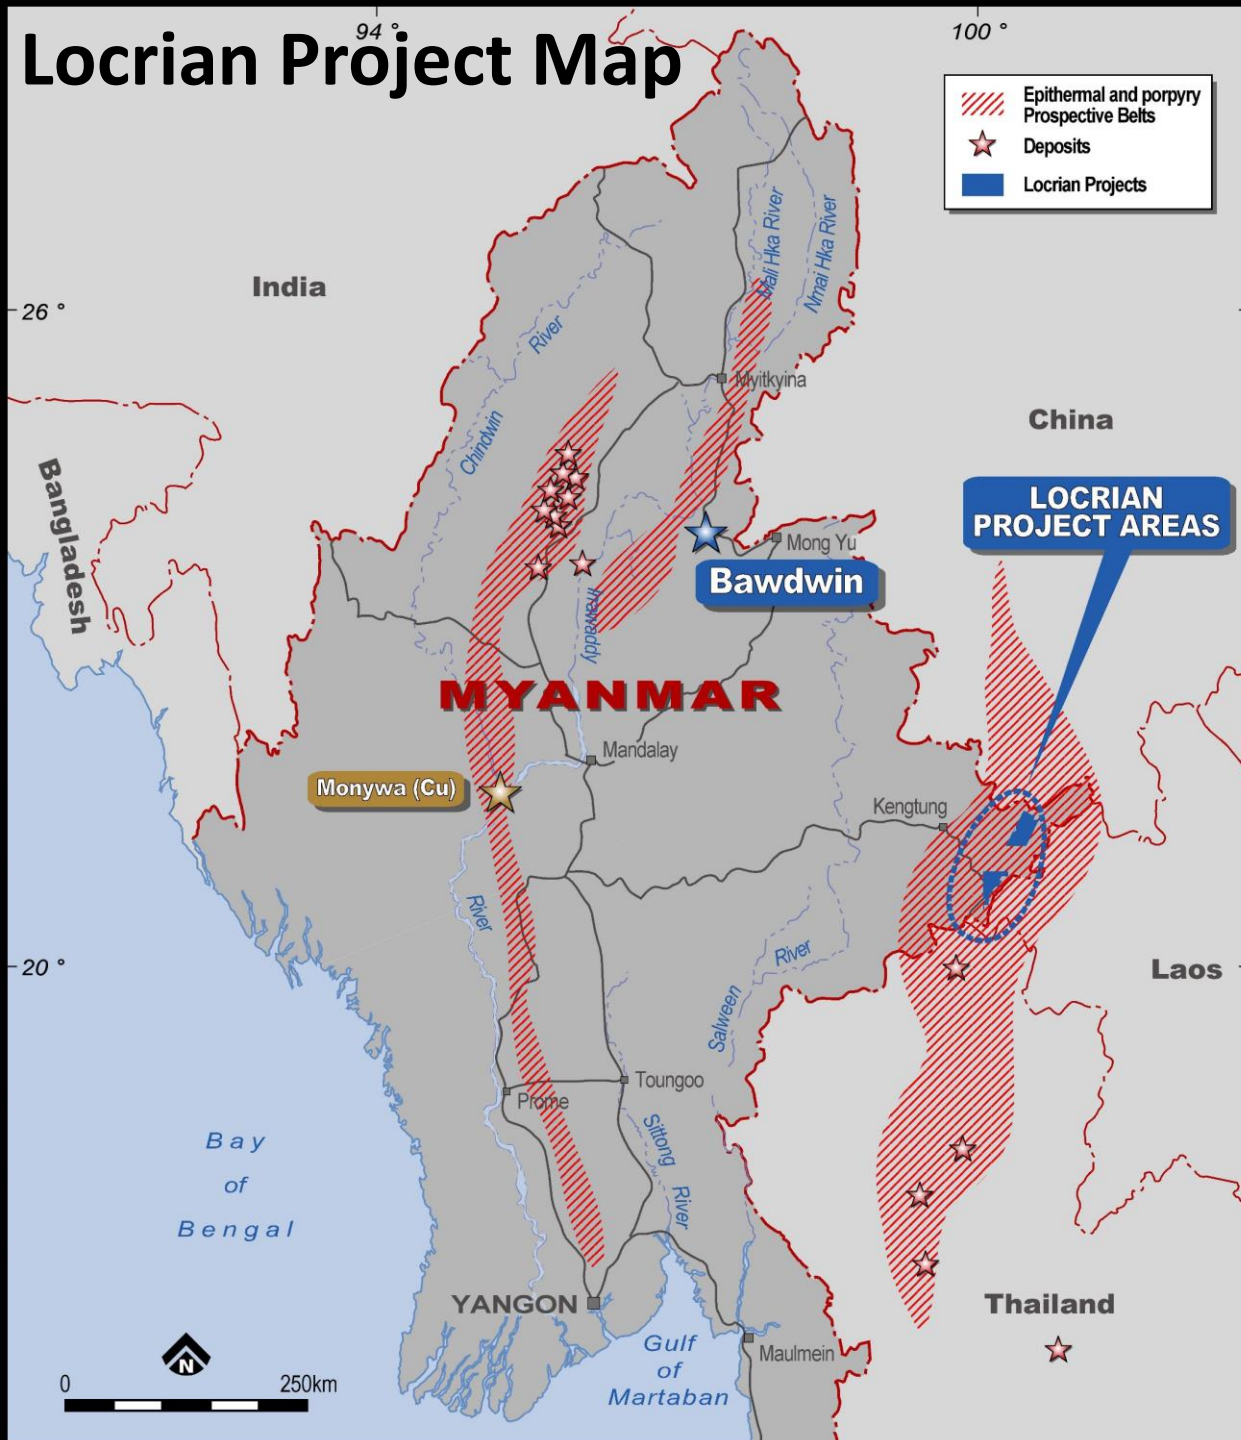 Locrian Project Map
94 °
100 °
Epithermal and porpyry
Prospective Belts
Deposits
Locrian Projects
Mali Hka River
Nmai Hka River
India
26 °
River
Myitkyina
Chindwin
China
Bangladesh
LOCRIAN
PROJECT AREAS
Mong Yu
Bawdwin
Irrawaddy
MYANMAR
Mandalay
Monywa (Cu)
Kengtung
River
River
20 °
Laos
Salween
Toungoo
Prome
Sittong
River
Bay
of
Bengal
YANGON
Thailand
Gulf
of
Martaban
Maulmein
N
0
250km